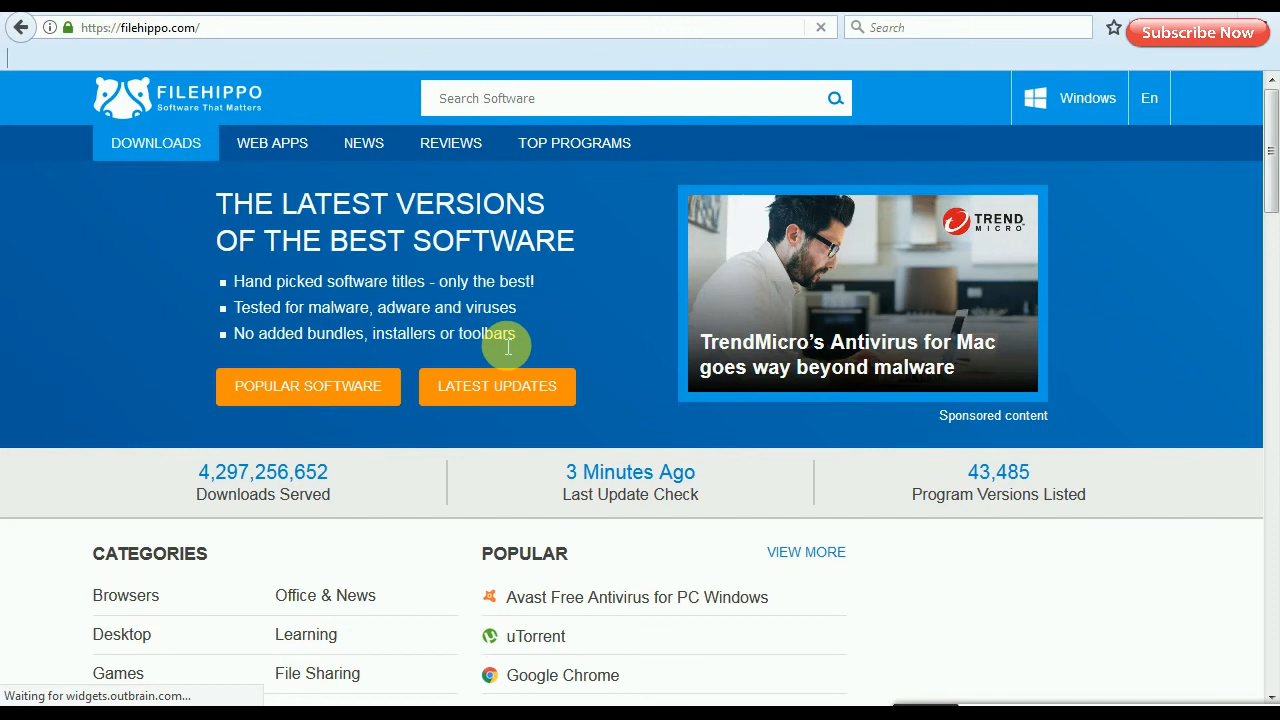 https://filehippo.com/
Search
Subscribe Now
FILEHIPPO
Software That Matters
Search Software
Windows
En
DOWNLOADS
WEB APPS
NEWS
REVIEWS
TOP PROGRAMS
THE LATEST VERSIONS
OF THE BEST SOFTWARE
Hand picked software titles - only the best!
Tested for malware, adware and viruses
No added bundles, installers or toolbars
POPULAR SOFTWARE
LATEST UPDATES
TREND
MICRO
TrendMicro's Antivirus for Mac
goes way beyond malware
Sponsored content
4,297,256,652
Downloads Served
3 Minutes Ago
Last Update Check
43,485
Program Versions Listed
CATEGORIES
Browsers
Office & News
Desktop
Learning
Games
File Sharing
POPULAR
VIEW MORE
Avast Free Antivirus for PC Windows
uTorrent
Google Chrome
Waiting for widgets.outbrain.com...